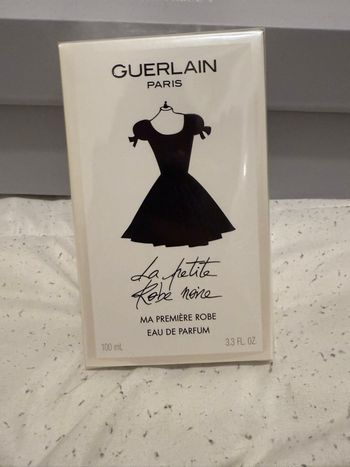 GUERLAIN
PARIS
La petite
Robe noire
MA PREMIÈRE ROBE
EAU DE PARFUM
100 mL 3.3 FL. OZ